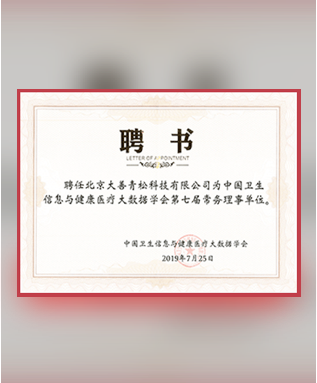 聘书
LETTER OF APPOINTMENT
聘任北京大善青松科技有限公司为中国卫生
信息与健康医疗大数据学会第七届常务理事单位。
中国卫生信息与健康医疗大数据学会
2019年7月25日